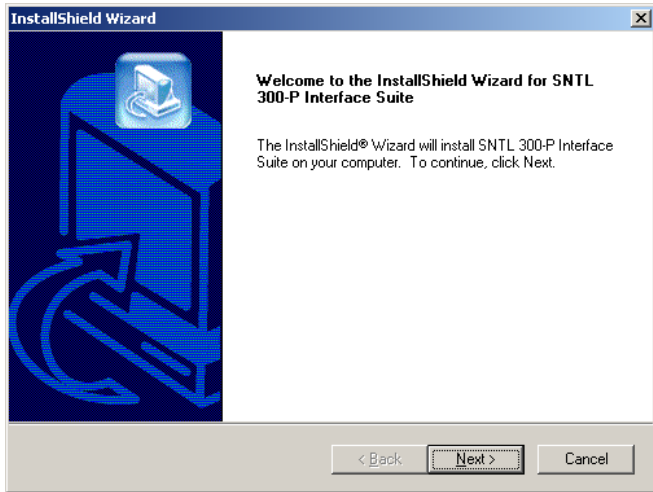 InstallShield Wizard
Welcome to the InstallShield Wizard for SNTL
300-P Interface Suite
The InstallShield® Wizard will install SNTL 300-P Interface
Suite on your computer.  To continue, click Next.
< Back
Next >
Cancel